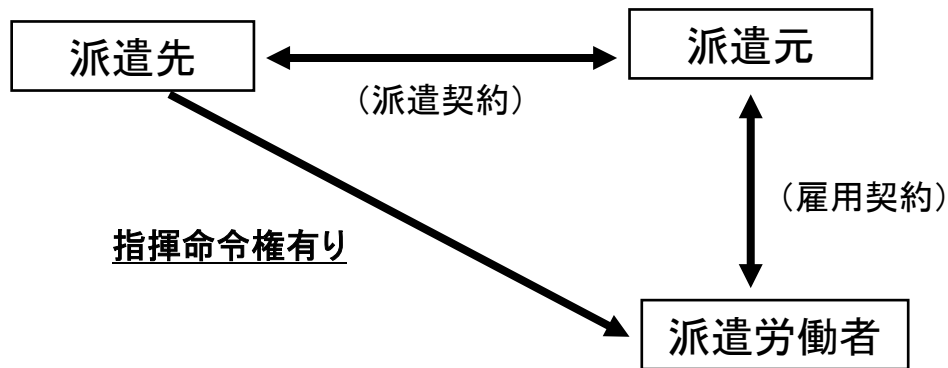 派遣先
派遣元
（派遣契約）
（雇用契約）
指揮命令権有り
派遣労働者